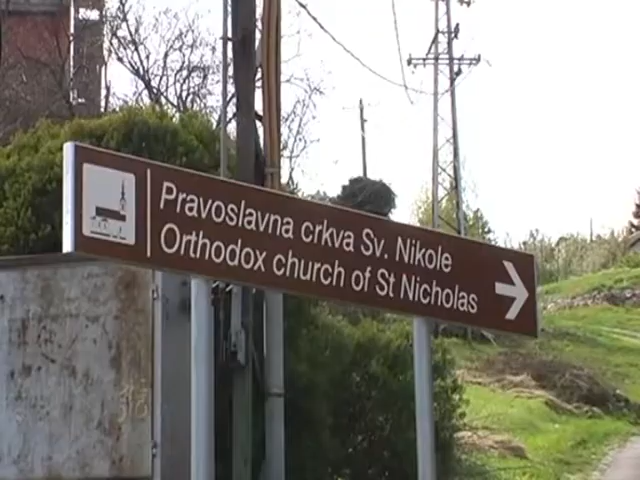 Pravoslavna crkva Sv. Nikole
Orthodox church of St Nicholas